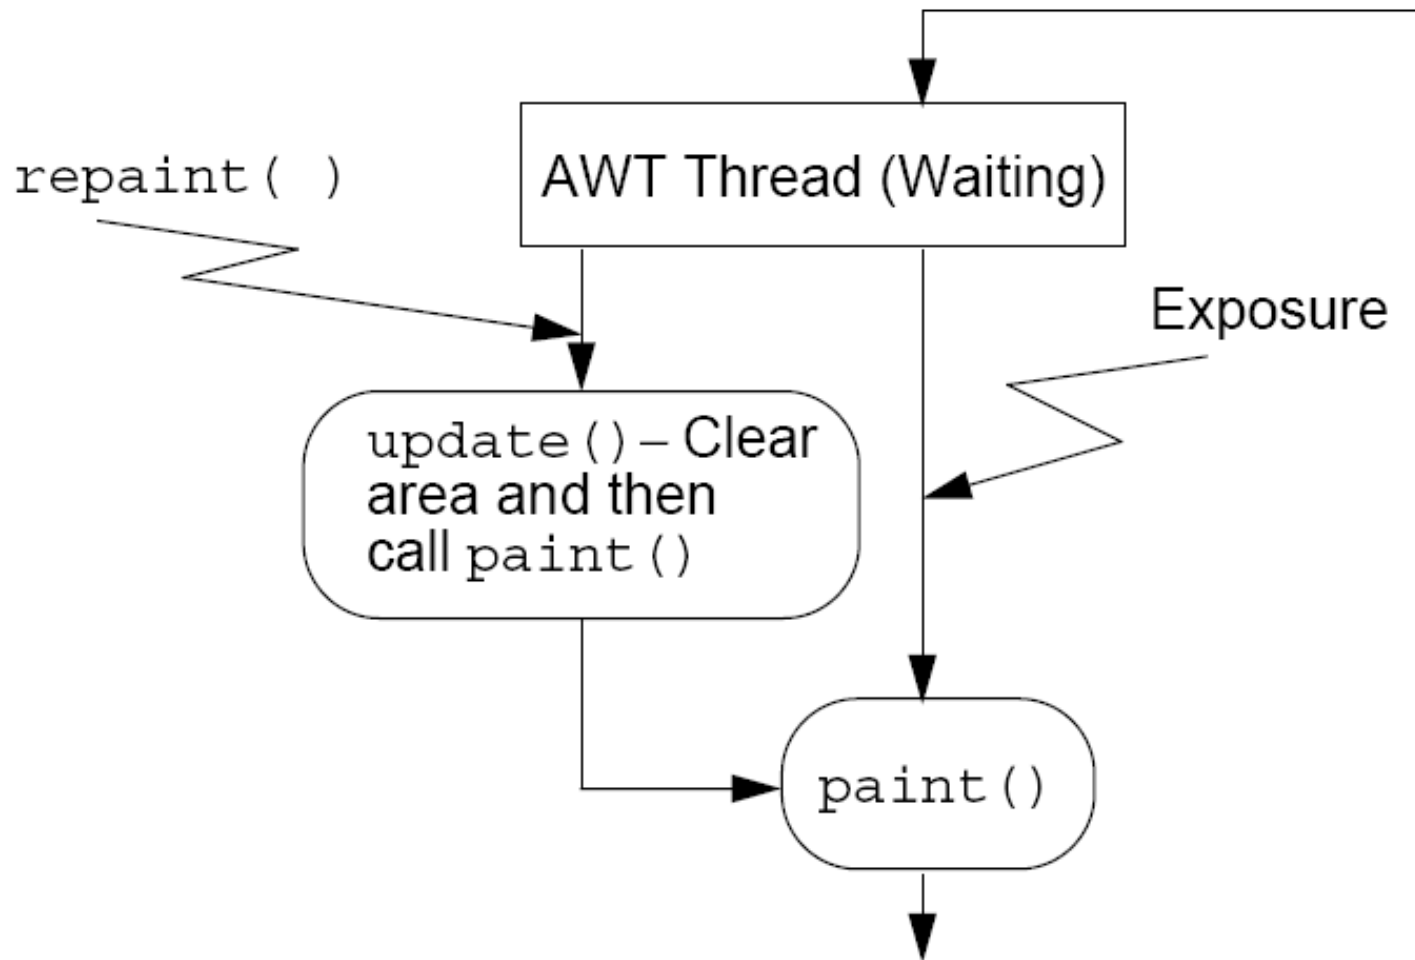 AWT Thread (Waiting)
repaint( )
Exposure
update()– Clear
area and then
call paint()
paint()